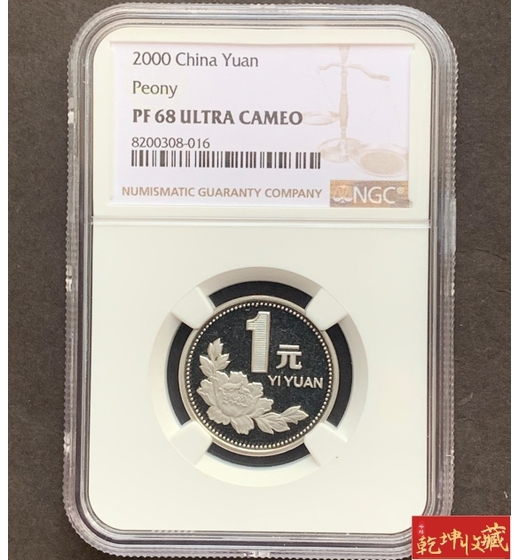 2000 China Yuan
Peony
PF 68 ULTRA CAMEO
8200308-016
NUMISMATIC GUARANTY COMPANY
NGC
1
元
YI YUAN
乾坤收藏